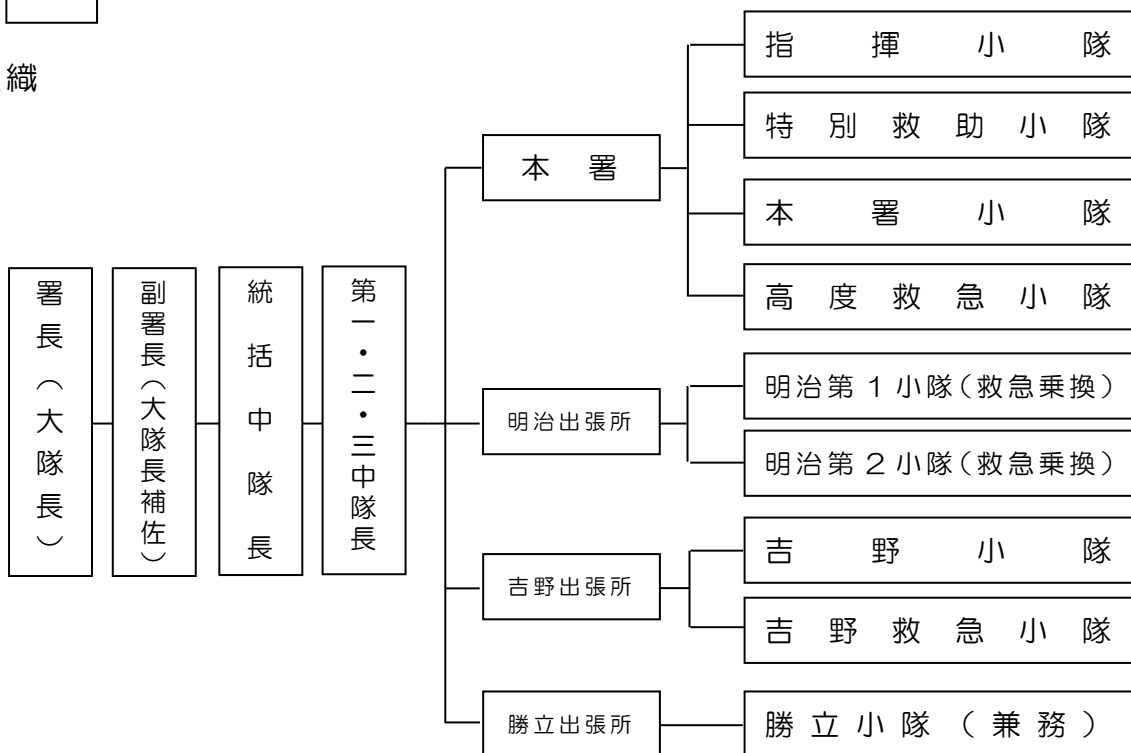 織
署長（大隊長）
副署長（大隊長補佐）
統括中隊長
第一・二・三中隊長
本署
指揮小隊
特別救助小隊
本署小隊
高度救急小隊
明治出張所
明治第１小隊（救急乗換）
明治第２小隊（救急乗換）
吉野出張所
吉野小隊
吉野救急小隊
勝立出張所
勝立小隊（兼務）